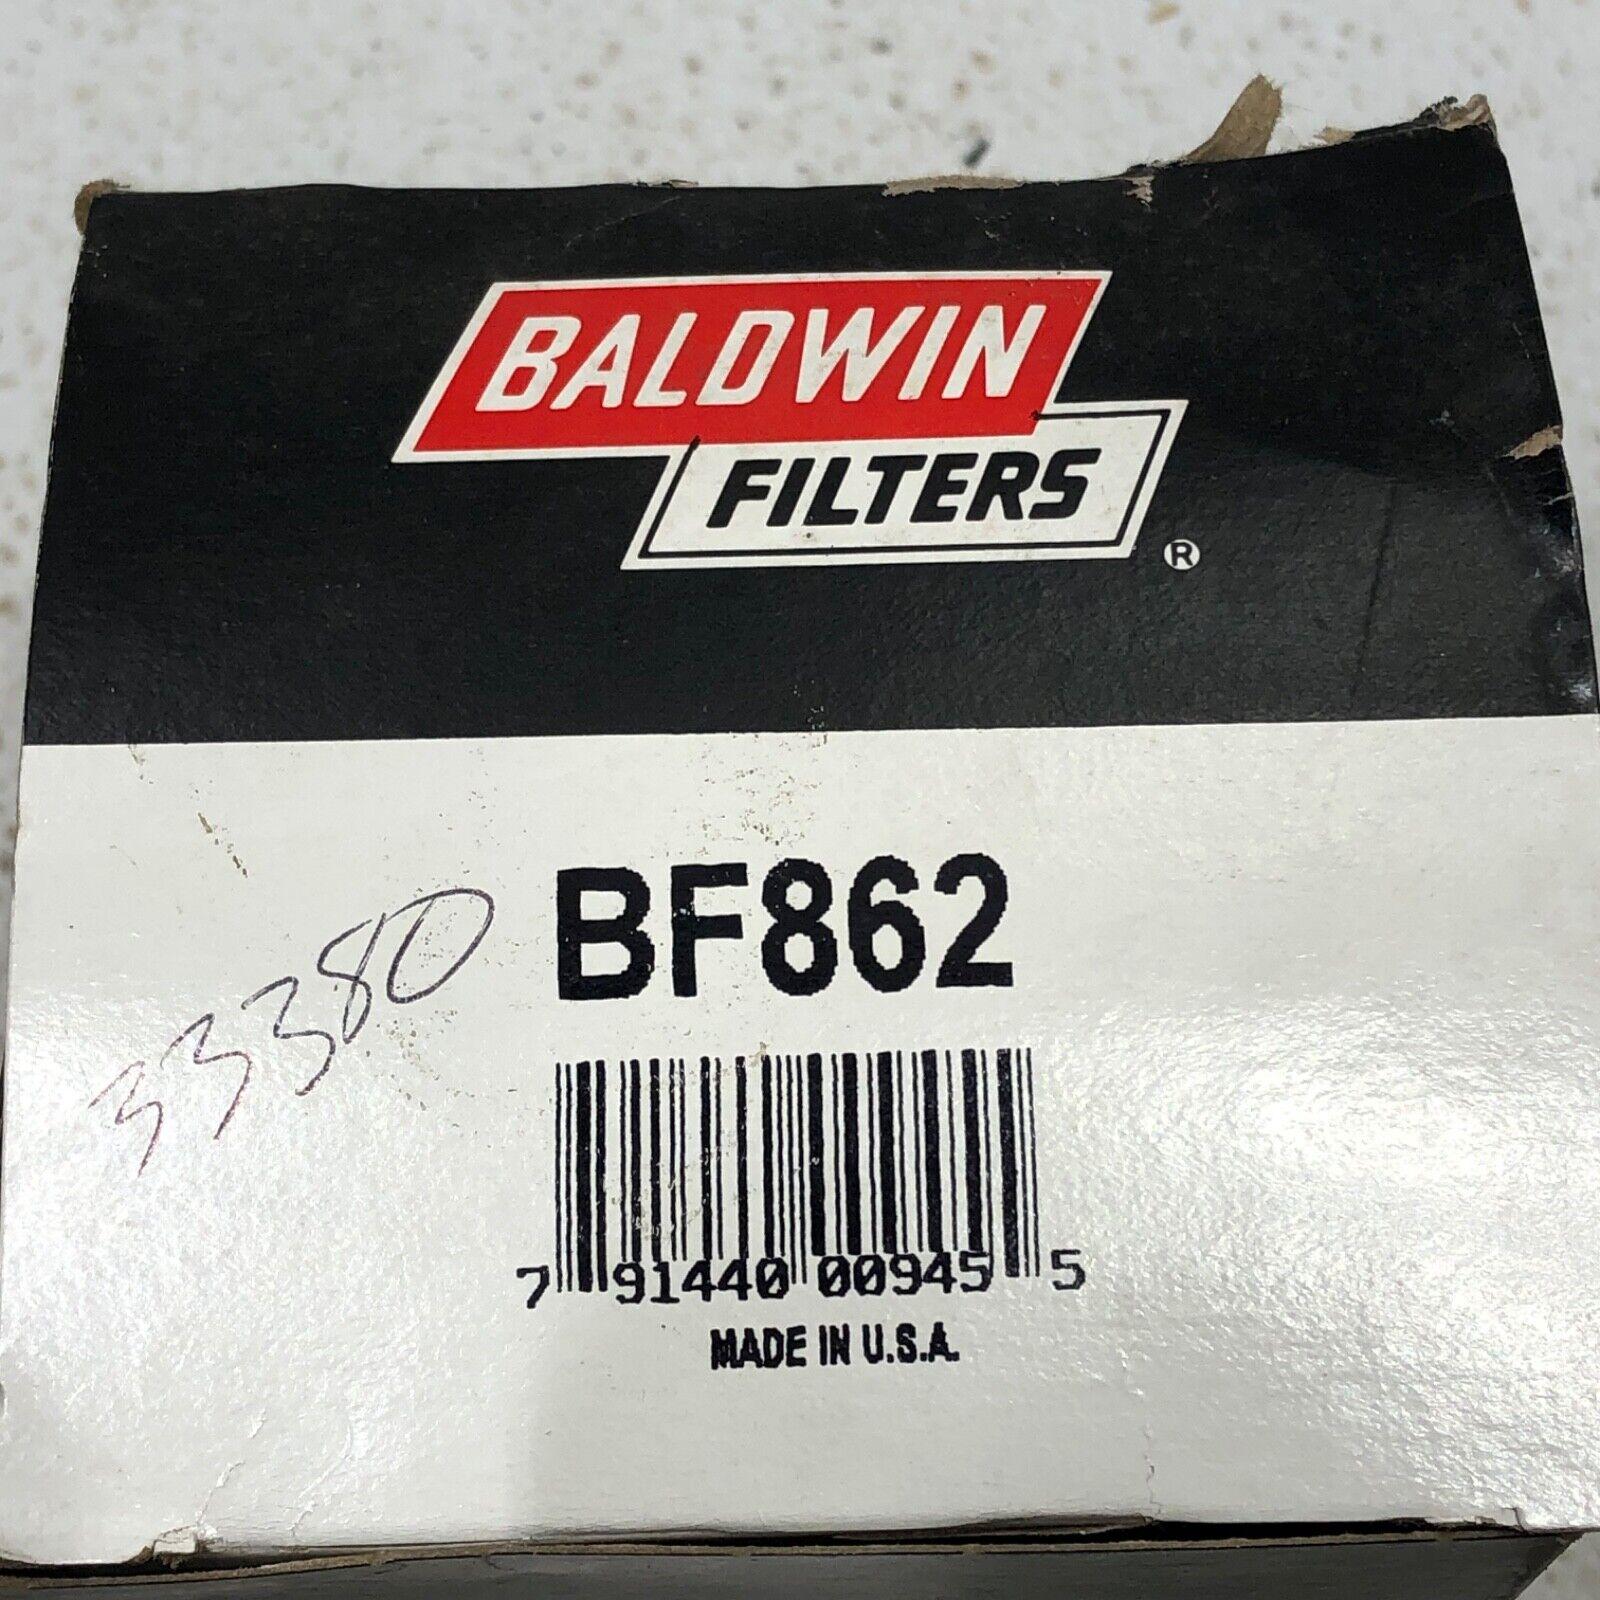 BALDWIN
FILTERS
®
BF862
33380
7 91440 00945 5
MADE IN U.S.A.